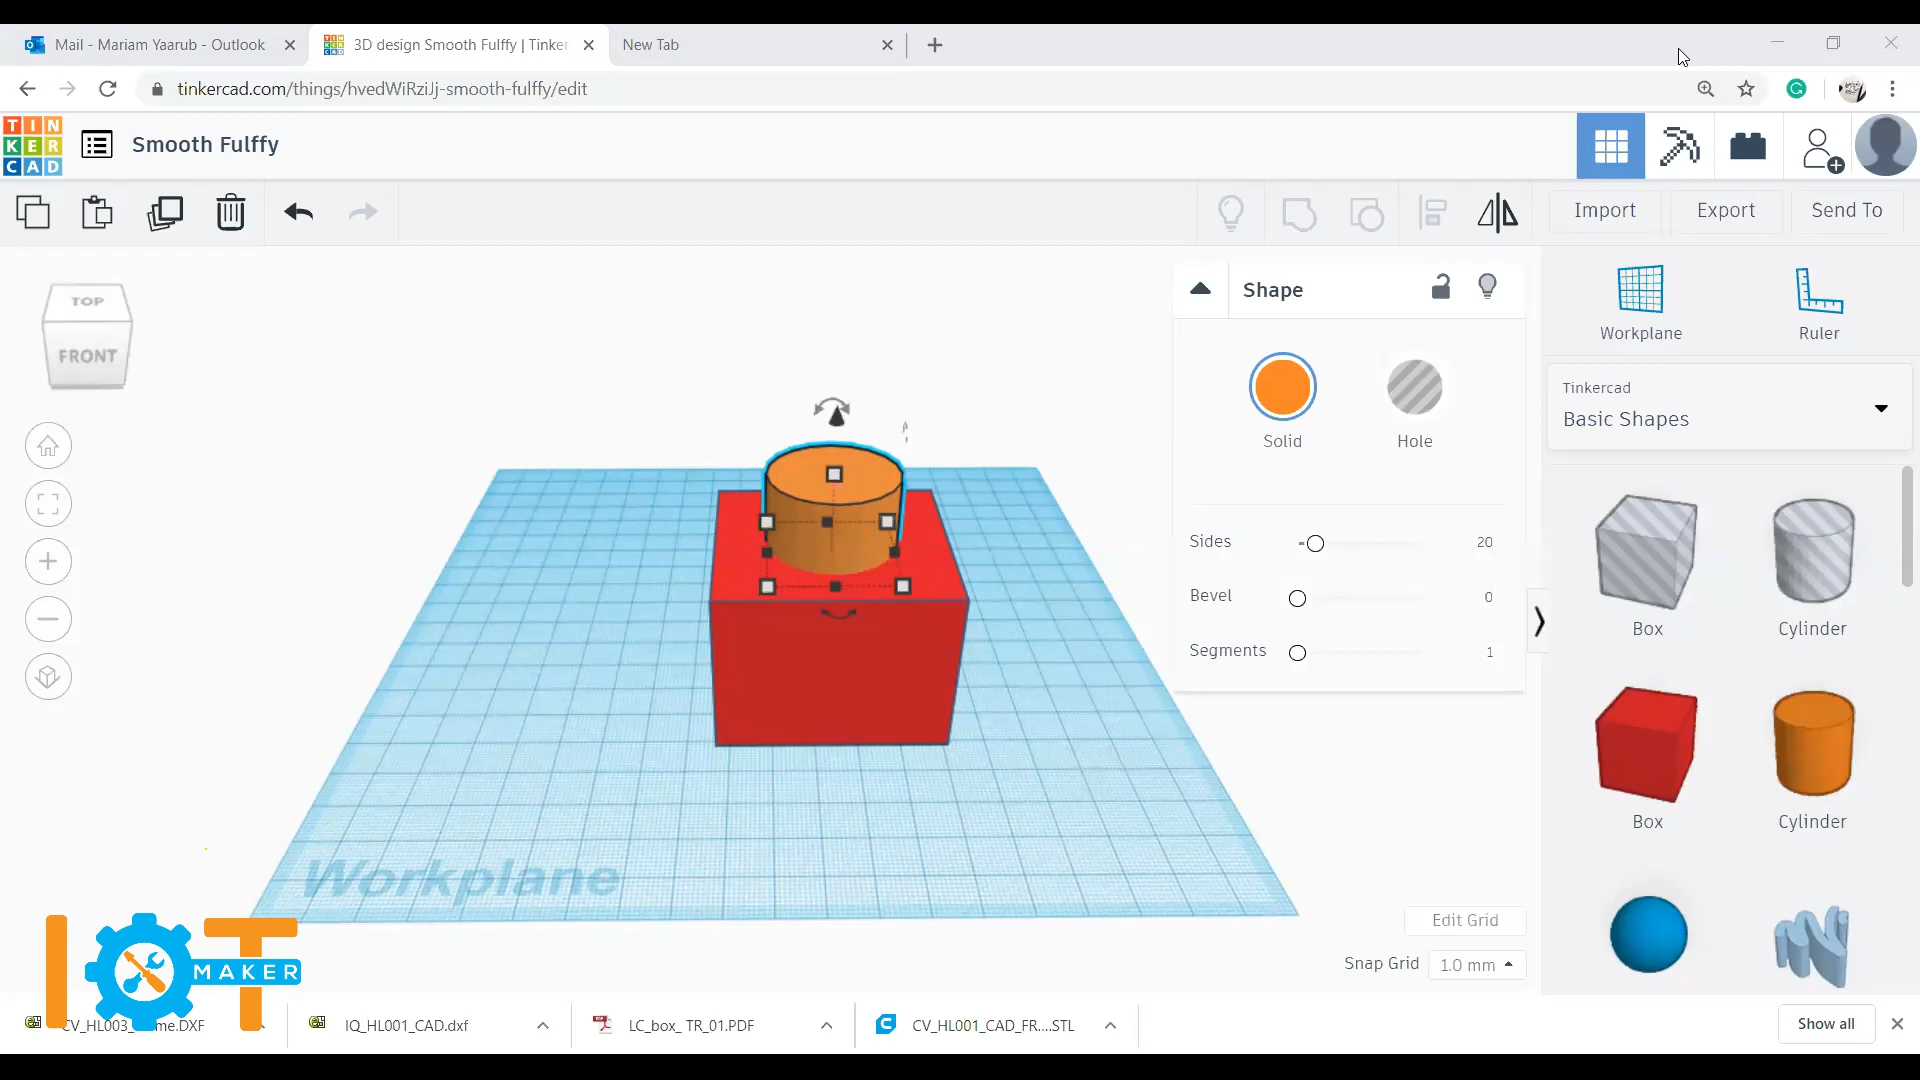 Mail - Mariam Yaarub - Outlook
3D design Smooth Fulffy | Tinker
New Tab
tinkercad.com/things/hvedWiRziJj-smooth-fulffy/edit
TIN
KER
CAD
Smooth Fulffy
Import
Export
Send To
TOP
FRONT
Shape
Solid
Hole
Sides
20
Bevel
0
Segments
1
Workplane
Ruler
Tinkercad
Basic Shapes
Box
Cylinder
Box
Cylinder
Workplane
Edit Grid
Snap Grid
1.0 mm
IOT
MAKER
IQ_HL001_CAD.dxf
LC_box_ TR_01.PDF
CV_HL001_CAD_FR....STL
Show all